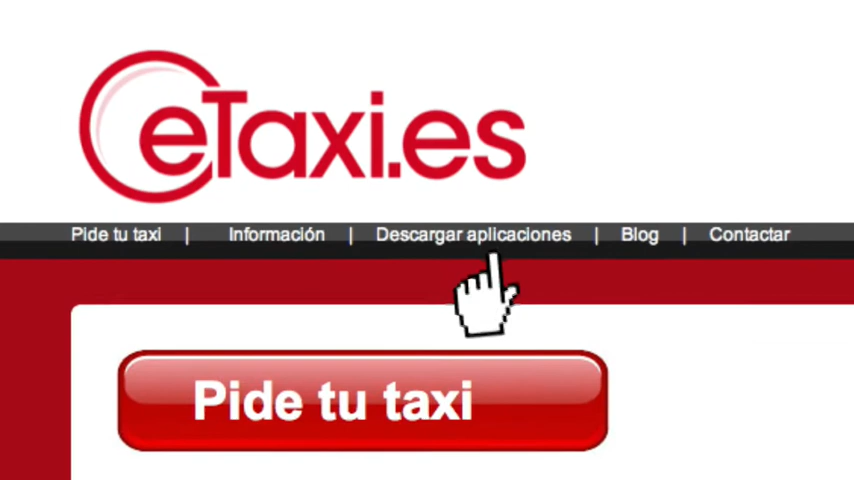 eTaxi.es
Pide tu taxi | Información | Descargar aplicaciones | Blog | Contactar
Pide tu taxi